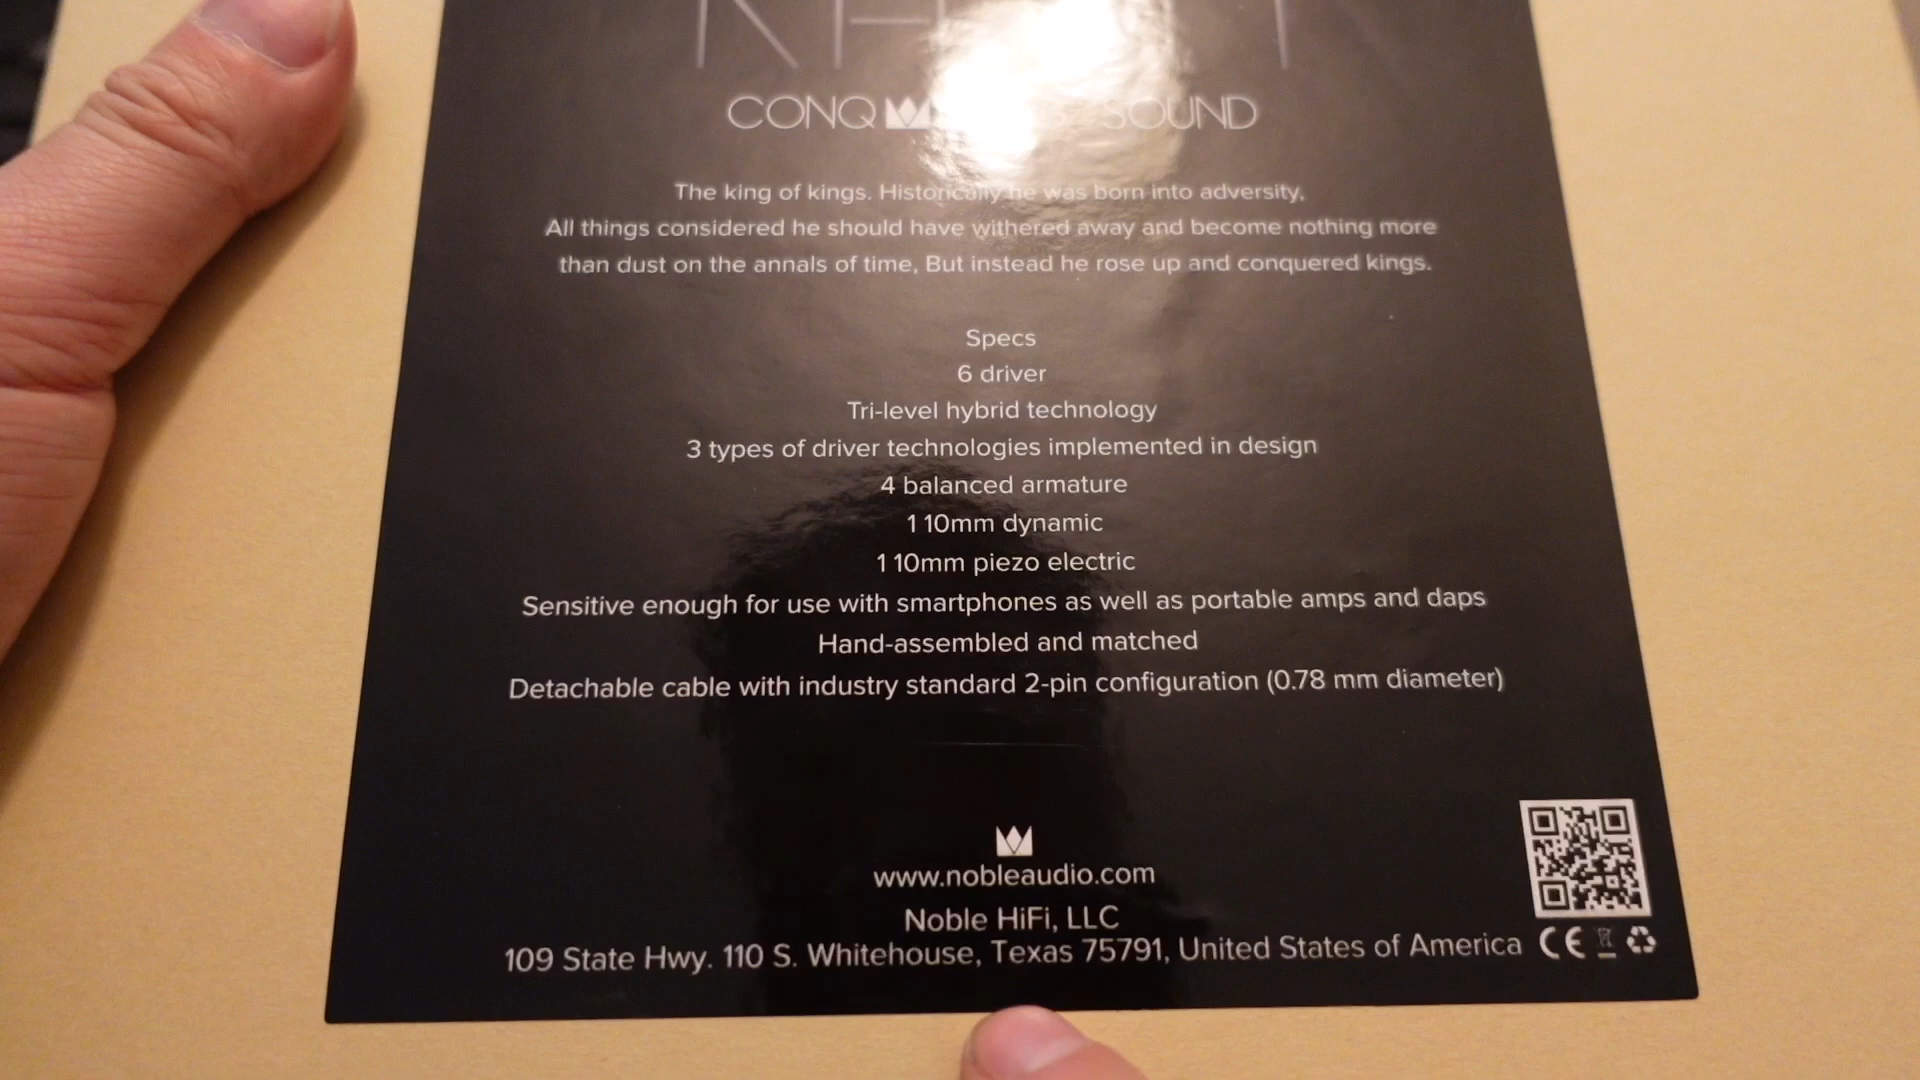 CONQ SOUND
The king of kings. Historically he was born into adversity,
All things considered he should have withered away and become nothing more
than dust on the annals of time, But instead he rose up and conquered kings.
Specs
6 driver
Tri-level hybrid technology
3 types of driver technologies implemented in design
4 balanced armature
1 10mm dynamic
1 10mm piezo electric
Sensitive enough for use with smartphones as well as portable amps and daps
Hand-assembled and matched
Detachable cable with industry standard 2-pin configuration (0.78 mm diameter)
www.nobleaudio.com
Noble HiFi, LLC
109 State Hwy. 110 S. Whitehouse, Texas 75791, United States of America CE